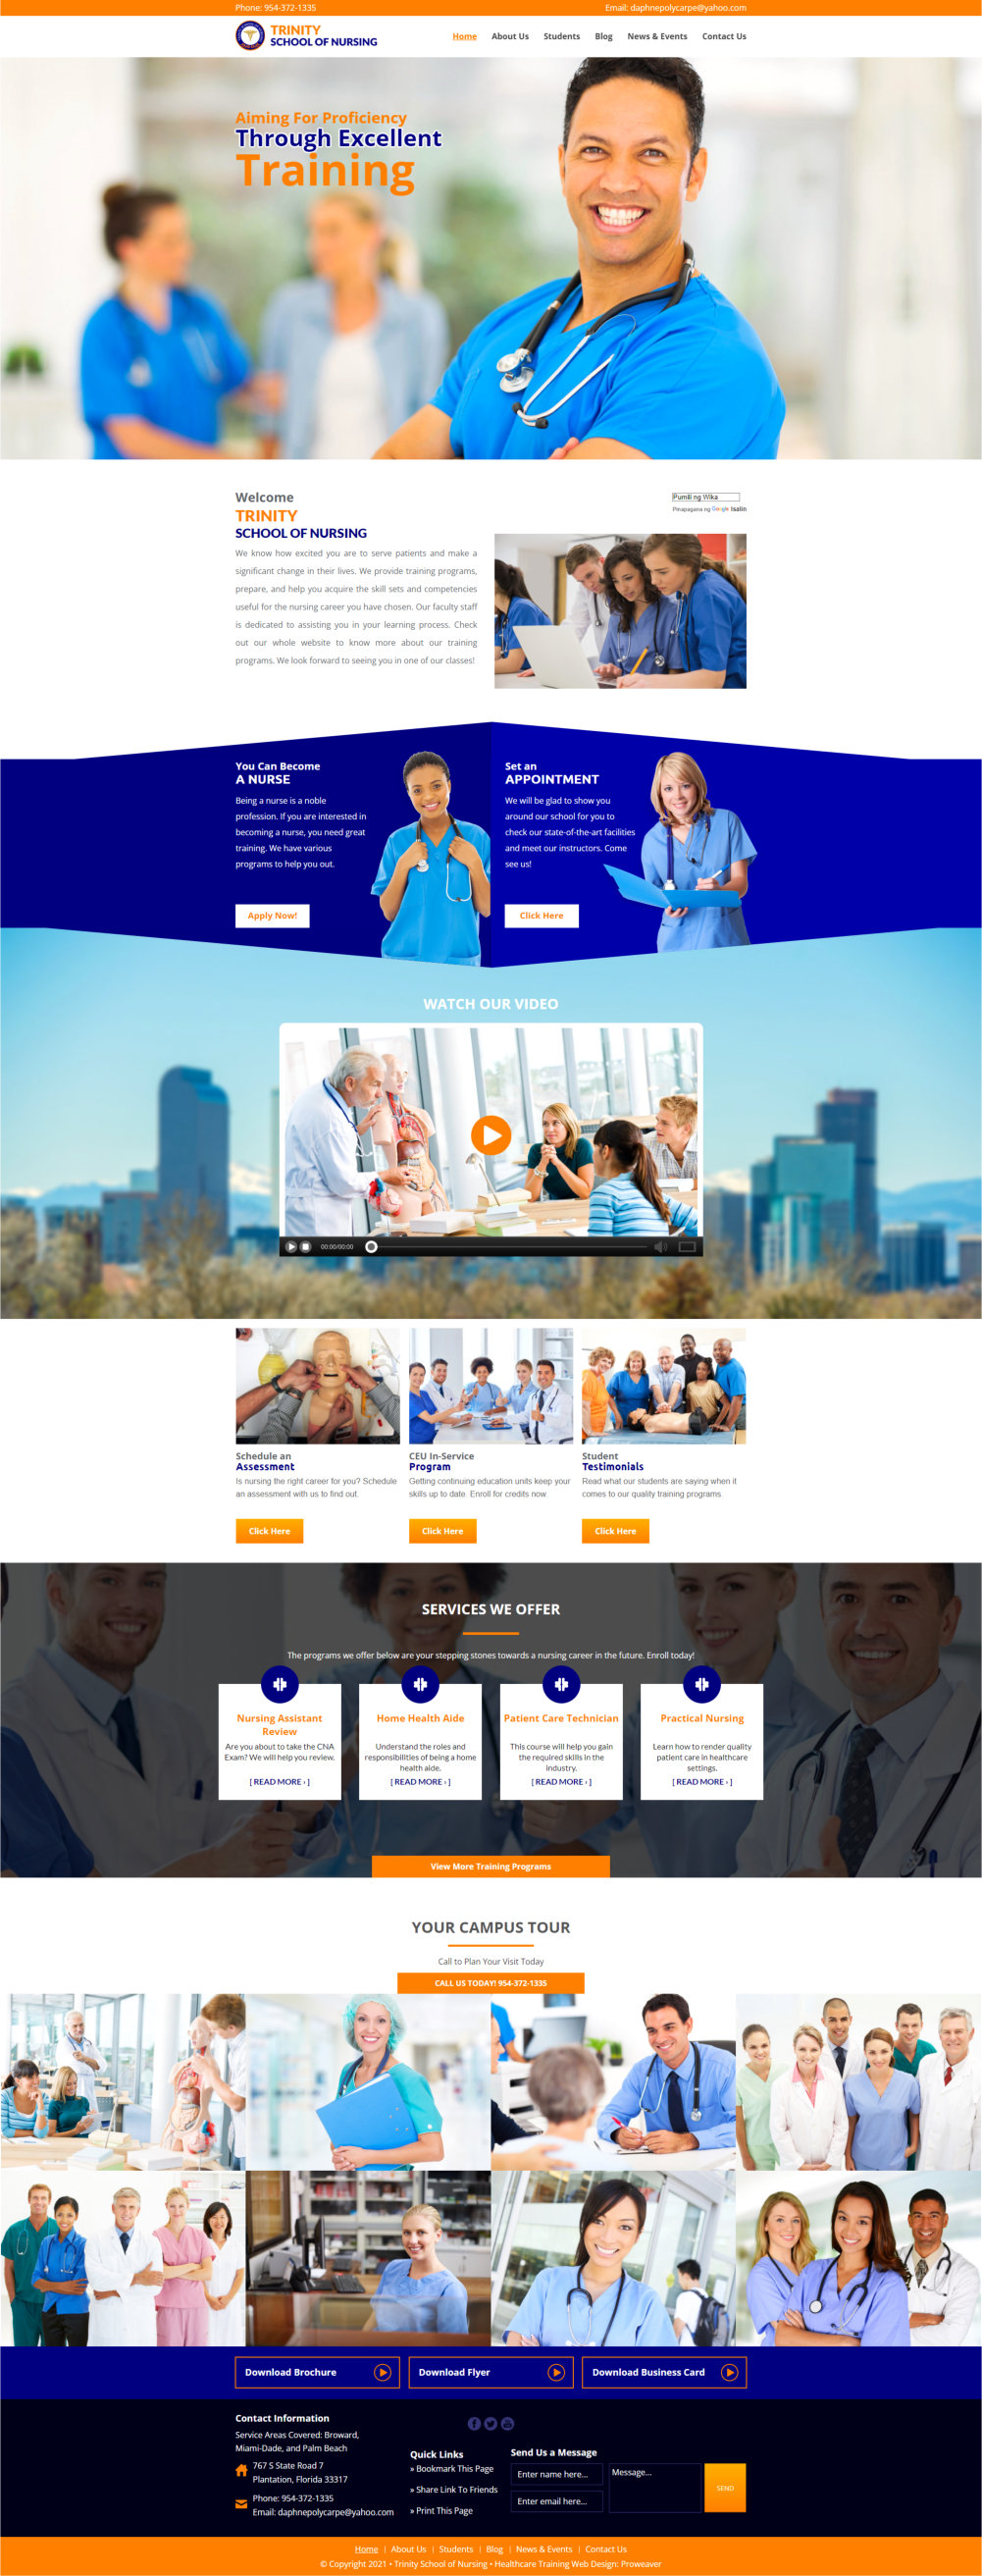 Phone: 954-372-1335
Email: daphnepolycarpe@yahoo.com
TRINITY
SCHOOL OF NURSING
Home
About Us
Students
Blog
News & Events
Contact Us
Aiming For Proficiency
Through Excellent
Training
Welcome
TRINITY
SCHOOL OF NURSING
We know how excited you are to serve patients and make a
significant change in their lives. We provide training programs,
prepare, and help you acquire the skill sets and competencies
useful for the nursing career you have chosen. Our faculty staff
is dedicated to assisting you in your learning process. Check
out our whole website to know more about our training
programs. We look forward to seeing you in one of our classes!
Pumili ng Wika
Pinapagana ng Google Isalin
You Can Become
A NURSE
Being a nurse is a noble
profession. If you are interested in
becoming a nurse, you need great
training. We have various
programs to help you out.
Apply Now!
Set an
APPOINTMENT
We will be glad to show you
around our school for you to
check our state-of-the-art facilities
and meet our instructors. Come
see us!
Click Here
WATCH OUR VIDEO
00:00/00:00
Schedule an
Assessment
Is nursing the right career for you? Schedule
an assessment with us to find out.
Click Here
CEU In-Service
Program
Getting continuing education units keep your
skills up to date. Enroll for credits now.
Click Here
Student
Testimonials
Read what our students are saying when it
comes to our quality training programs.
Click Here
SERVICES WE OFFER
The programs we offer below are your stepping stones towards a nursing career in the future. Enroll today!
Nursing Assistant
Review
Are you about to take the CNA
Exam? We will help you review.
[ READ MORE › ]
Home Health Aide
Understand the roles and
responsibilities of being a home
health aide.
[ READ MORE › ]
Patient Care Technician
This course will help you gain
the required skills in the
industry.
[ READ MORE › ]
Practical Nursing
Learn how to render quality
patient care in healthcare
settings.
[ READ MORE › ]
View More Training Programs
YOUR CAMPUS TOUR
Call to Plan Your Visit Today
CALL US TODAY! 954-372-1335
Download Brochure
Download Flyer
Download Business Card
Contact Information
Service Areas Covered: Broward,
Miami-Dade, and Palm Beach
767 S State Road 7
Plantation, Florida 33317
Phone: 954-372-1335
Email: daphnepolycarpe@yahoo.com
Quick Links
» Bookmark This Page
» Share Link To Friends
» Print This Page
Send Us a Message
Enter name here...
Enter email here...
Message...
SEND
Home | About Us | Students | Blog | News & Events | Contact Us
© Copyright 2021 • Trinity School of Nursing • Healthcare Training Web Design: Proweaver